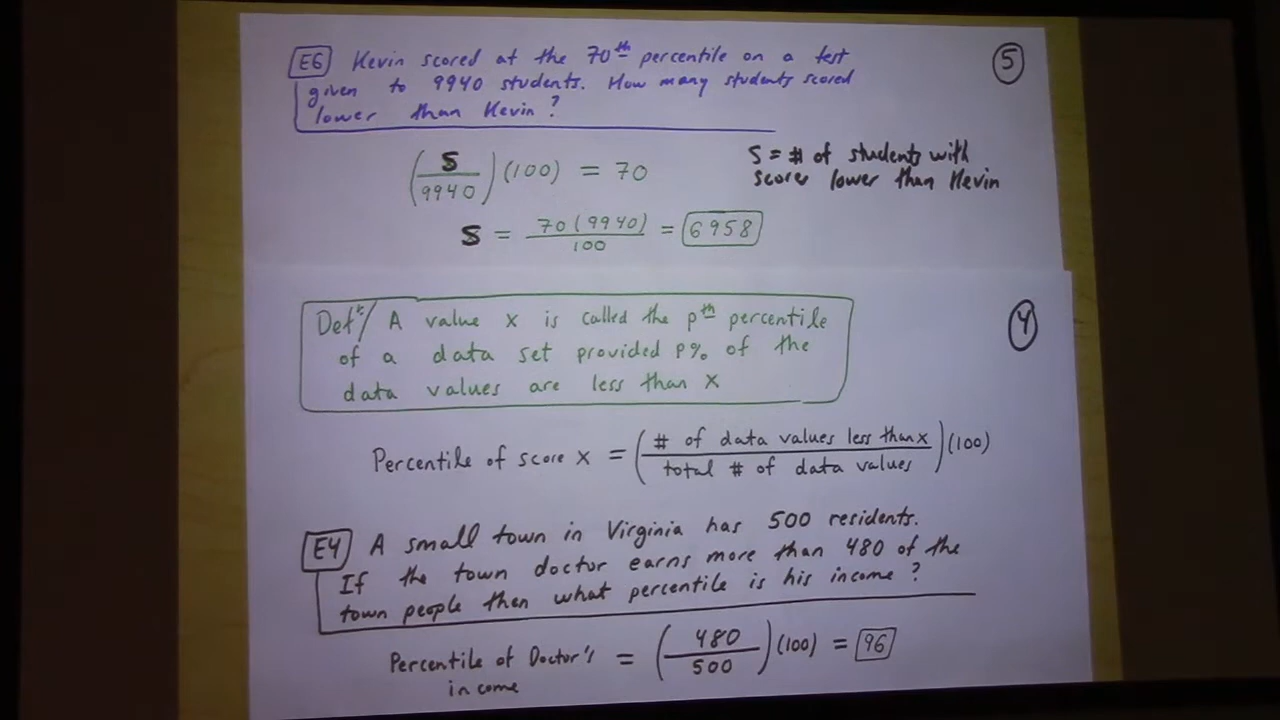 E6 Kevin scored at the 70th percentile on a test
given to 9940 students. How many students scored
lower than Kevin?
5
(S/9940)(100) = 70
S = # of students with
scores lower than Kevin
S = 70(9940)/100 = 6958
Defn/ A value x is called the pth percentile
of a data set provided p% of the
data values are less than x
4
Percentile of score x = (# of data values less than x / total # of data values)(100)
E4 A small town in Virginia has 500 residents.
If the town doctor earns more than 480 of the
town people then what percentile is his income?
Percentile of Doctor's = (480/500)(100) = 96
income